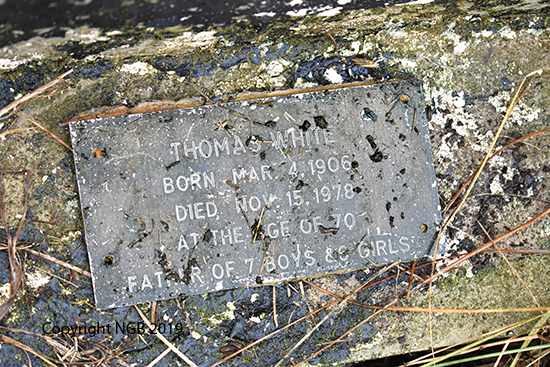 THOMAS WHITE
BORN MAR. 4, 1906
DIED NOV. 15, 1978
AT THE AGE OF 70
FATHER OF 7 BOYS & GIRLS
Copyright NGB 2019